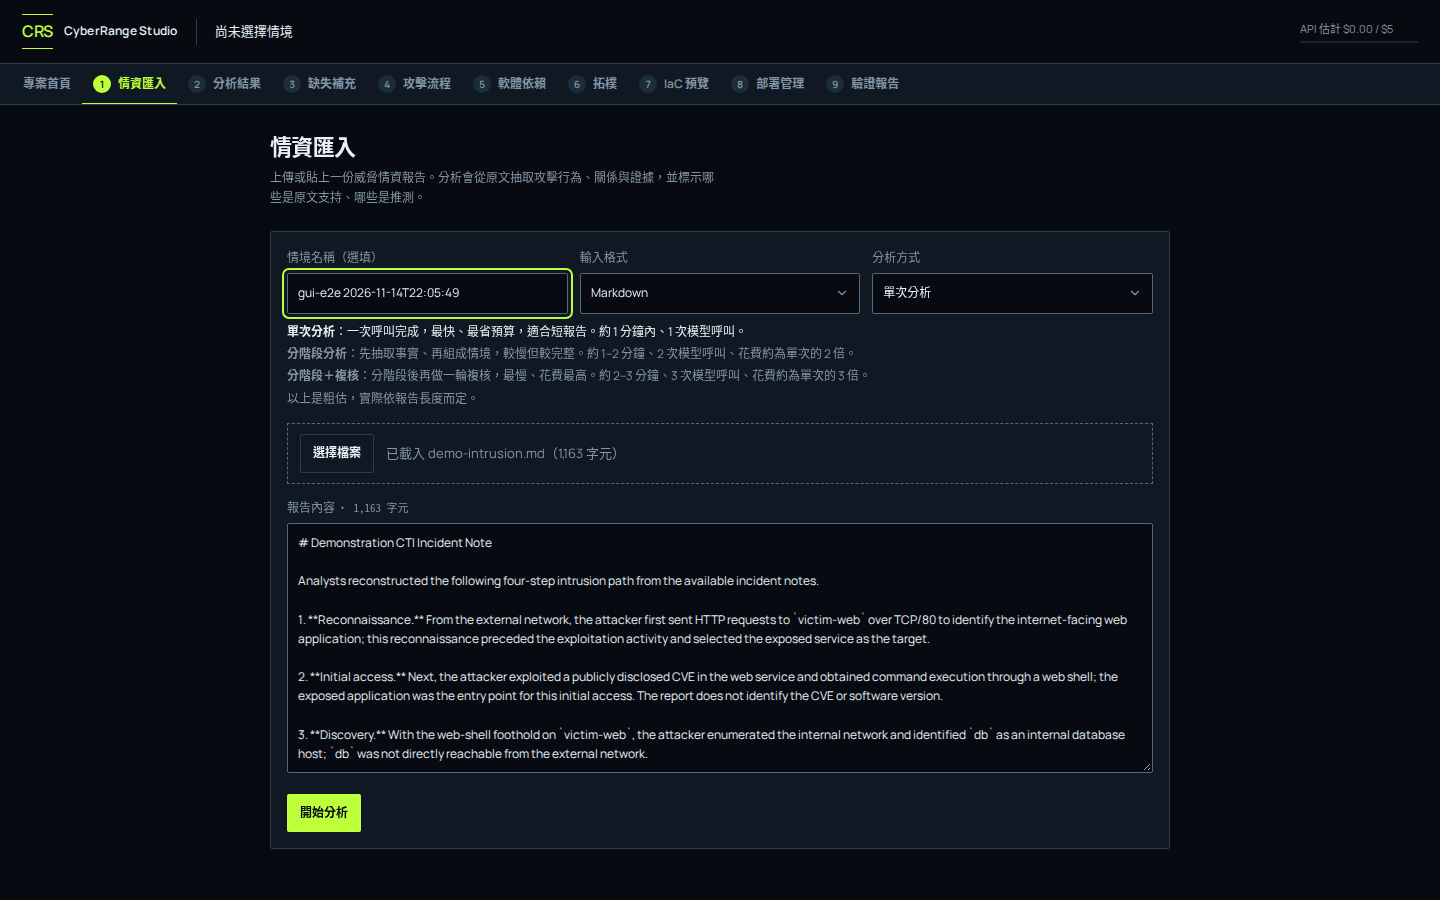 CRS CyberRange Studio 尚未選擇情境 API 估計 $0.00 / $5
專案首頁 1 情資匯入 2 分析結果 3 缺失補充 4 攻擊流程 5 軟體依賴 6 拓樸 7 IaC 預覽 8 部署管理 9 驗證報告
情資匯入
上傳或貼上一份威脅情資報告。分析會從原文抽取攻擊行為、關係與證據，並標示哪
些是原文支持、哪些是推測。
情境名稱（選填） 輸入格式 分析方式
gui-e2e 2026-11-14T22:05:49 Markdown 單次分析
單次分析：一次呼叫完成，最快、最省預算，適合短報告。約 1 分鐘內、1 次模型呼叫。
分階段分析：先抽取事實、再組成情境，較慢但較完整。約 1–2 分鐘、2 次模型呼叫、花費約為單次的 2 倍。
分階段＋複核：分階段後再做一輪複核，最慢、花費最高。約 2–3 分鐘、3 次模型呼叫、花費約為單次的 3 倍。
以上是粗估，實際依報告長度而定。
選擇檔案 已載入 demo-intrusion.md（1,163 字元）
報告內容 · 1,163 字元
# Demonstration CTI Incident Note
Analysts reconstructed the following four-step intrusion path from the available incident notes.
1. **Reconnaissance.** From the external network, the attacker first sent HTTP requests to `victim-web` over TCP/80 to identify the internet-facing web
application; this reconnaissance preceded the exploitation activity and selected the exposed service as the target.
2. **Initial access.** Next, the attacker exploited a publicly disclosed CVE in the web service and obtained command execution through a web shell; the
exposed application was the entry point for this initial access. The report does not identify the CVE or software version.
3. **Discovery.** With the web-shell foothold on `victim-web`, the attacker enumerated the internal network and identified `db` as an internal database
host; `db` was not directly reachable from the external network.
開始分析